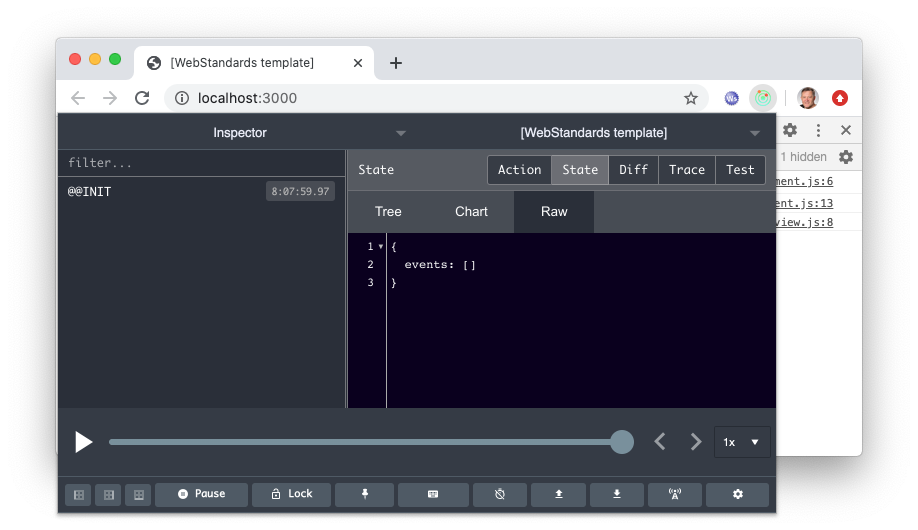 [WebStandards template]
localhost:3000
Ws
Inspector
[WebStandards template]
filter...
State
Action
State
Diff
Trace
Test
1 hidden
@@INIT
8:07:59.97
Tree
Chart
Raw
ment.js:6
ent.js:13
view.js:8
1 {
2 events: []
3 }
1x
Pause
Lock